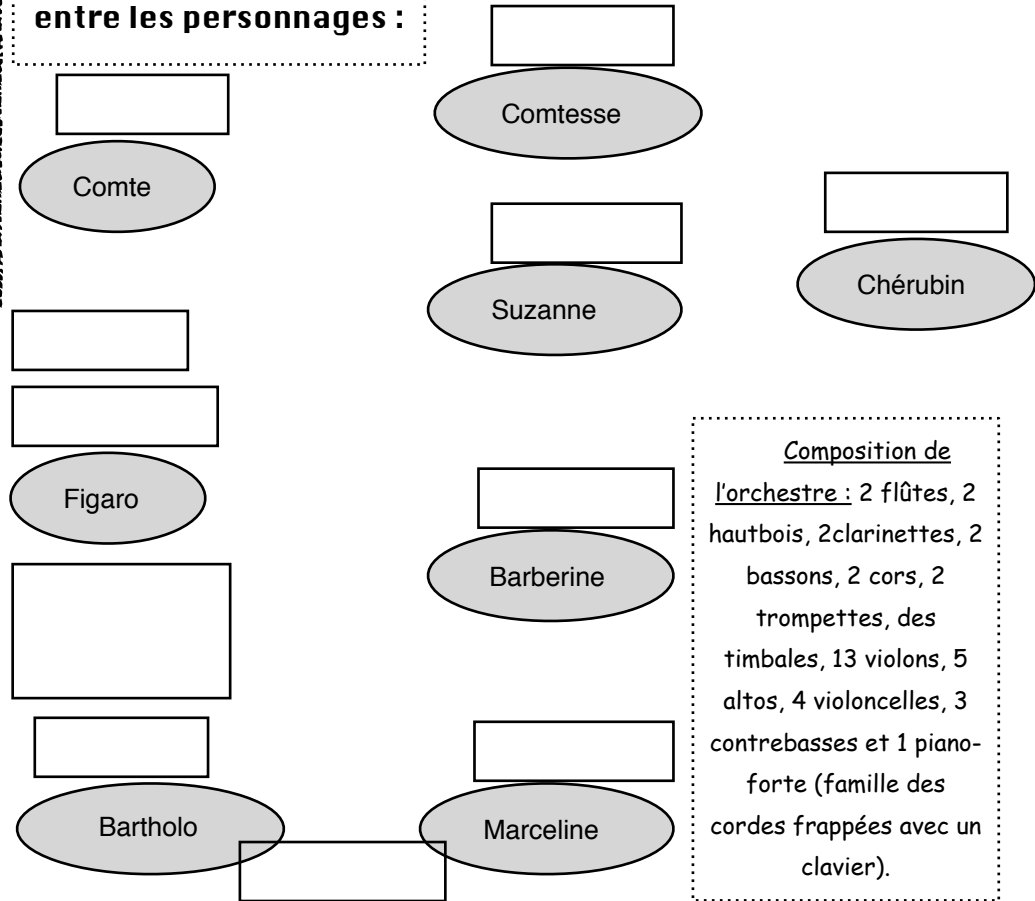 entre les personnages :
Comtesse
Comte
Chérubin
Suzanne
Figaro
Barberine
Bartholo
Marceline
Composition de
l'orchestre : 2 flûtes, 2
hautbois, 2clarinettes, 2
bassons, 2 cors, 2
trompettes, des
timbales, 13 violons, 5
altos, 4 violoncelles, 3
contrebasses et 1 piano-
forte (famille des
cordes frappées avec un
clavier).